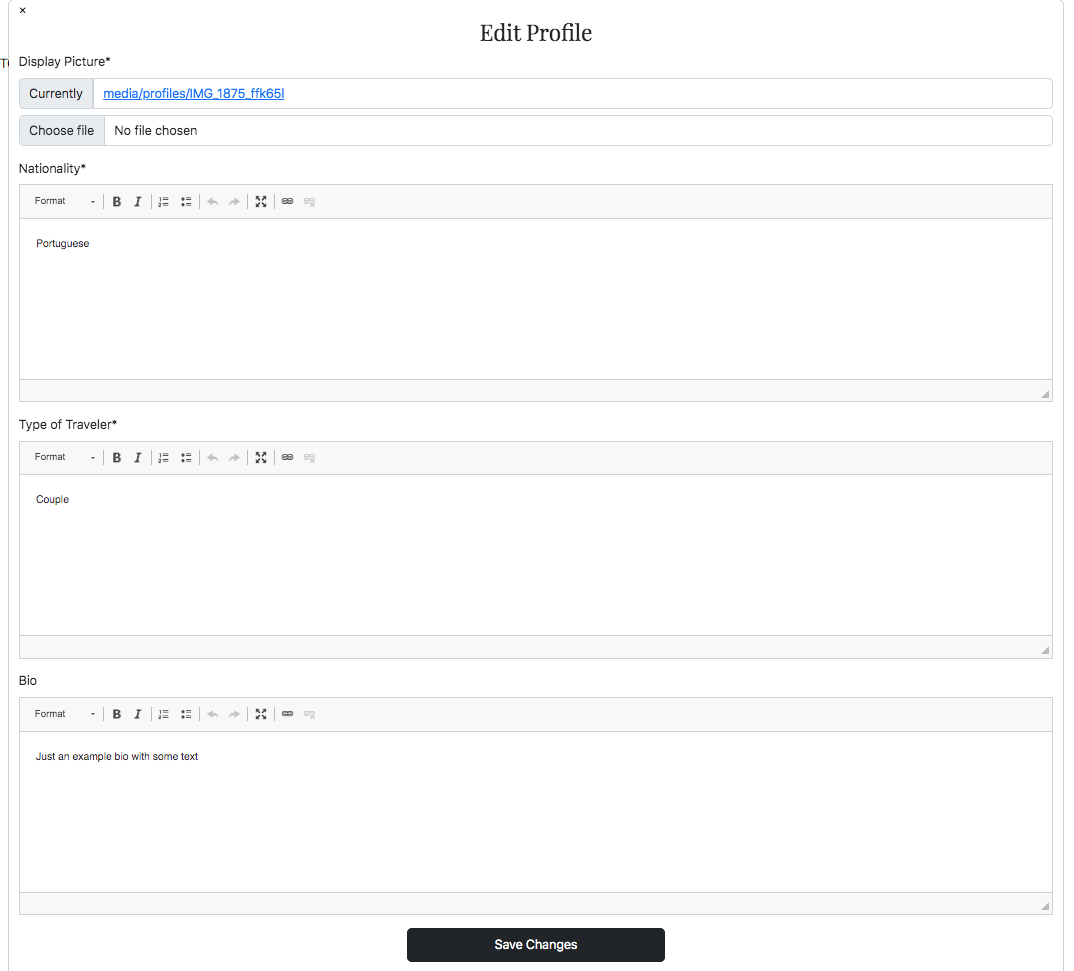 ×
Edit Profile
Display Picture*
Currently media/profiles/IMG_1875_ffk65l
Choose file No file chosen
Nationality*
Format B I
Portuguese
Type of Traveler*
Format B I
Couple
Bio
Format B I
Just an example bio with some text
Save Changes